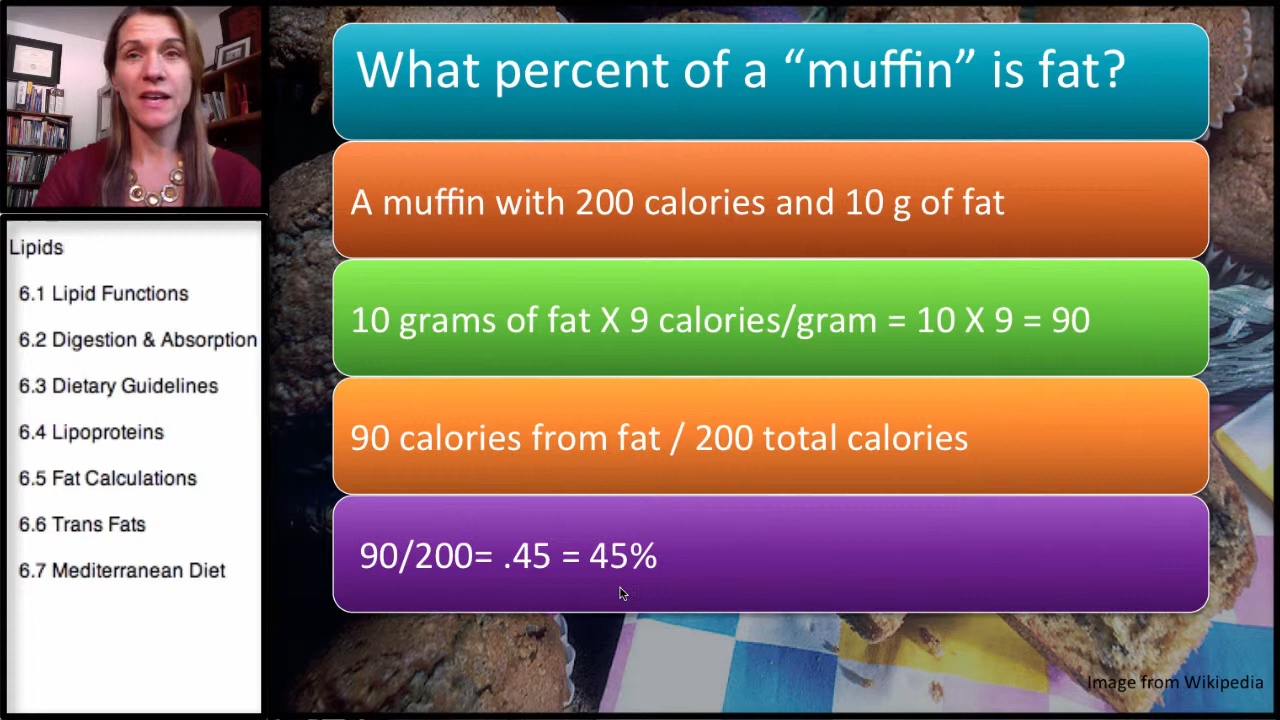 What percent of a “muffin” is fat?
A muffin with 200 calories and 10 g of fat
10 grams of fat X 9 calories/gram = 10 X 9 = 90
90 calories from fat / 200 total calories
90/200= .45 = 45%
Lipids
6.1 Lipid Functions
6.2 Digestion & Absorption
6.3 Dietary Guidelines
6.4 Lipoproteins
6.5 Fat Calculations
6.6 Trans Fats
6.7 Mediterranean Diet
Image from Wikipedia